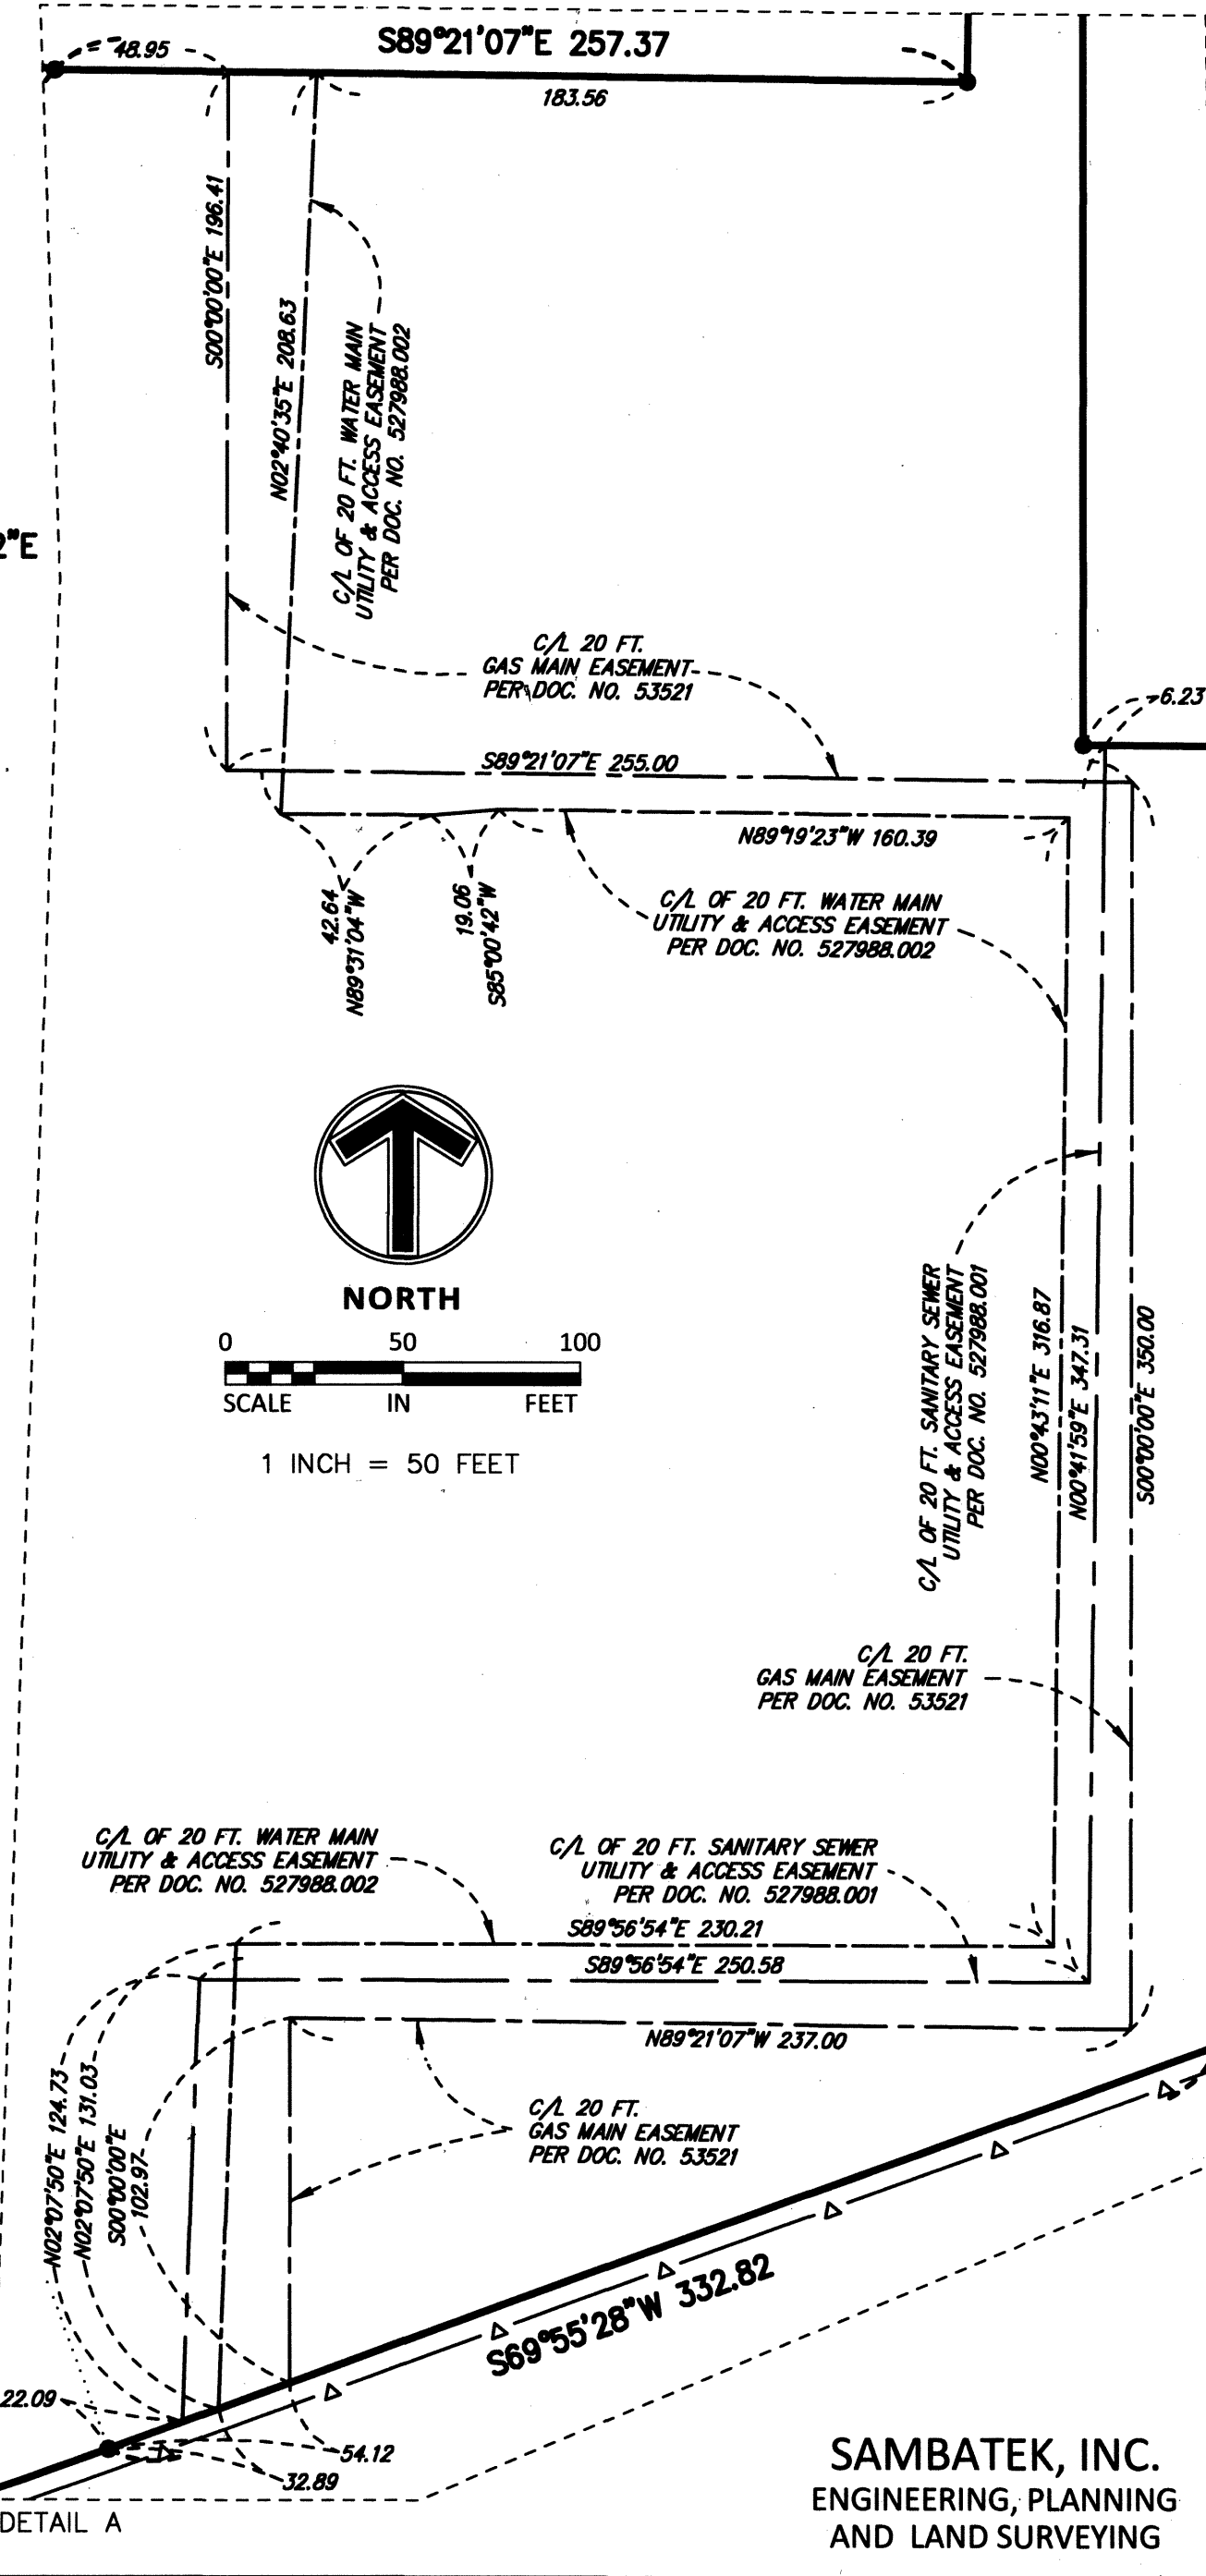 48.95
S89°21'07"E 257.37
183.56
S00°00'00"E 196.41
N02°40'35"E 208.63
C/L OF 20 FT. WATER MAIN
UTILITY & ACCESS EASEMENT
PER DOC. NO. 527988.002
2"E
C/L 20 FT.
GAS MAIN EASEMENT
PER DOC. NO. 53521
6.23
S89°21'07"E 255.00
N89°19'23"W 160.39
42.64
N89°31'04"W
19.06
S85°00'42"W
C/L OF 20 FT. WATER MAIN
UTILITY & ACCESS EASEMENT
PER DOC. NO. 527988.002
NORTH
0 50 100
SCALE IN FEET
1 INCH = 50 FEET
C/L OF 20 FT. SANITARY SEWER
UTILITY & ACCESS EASEMENT
PER DOC. NO. 527988.001
N00°43'11"E 316.87
N00°41'59"E 347.31
S00°00'00"E 350.00
C/L 20 FT.
GAS MAIN EASEMENT
PER DOC. NO. 53521
C/L OF 20 FT. WATER MAIN
UTILITY & ACCESS EASEMENT
PER DOC. NO. 527988.002
C/L OF 20 FT. SANITARY SEWER
UTILITY & ACCESS EASEMENT
PER DOC. NO. 527988.001
S89°56'54"E 230.21
S89°56'54"E 250.58
N89°21'07"W 237.00
N02°07'50"E 124.73
N02°07'50"E 131.03
S00°00'00"E
102.97
C/L 20 FT.
GAS MAIN EASEMENT
PER DOC. NO. 53521
S69°55'28"W 332.82
22.09
54.12
32.89
DETAIL A
SAMBATEK, INC.
ENGINEERING, PLANNING
AND LAND SURVEYING